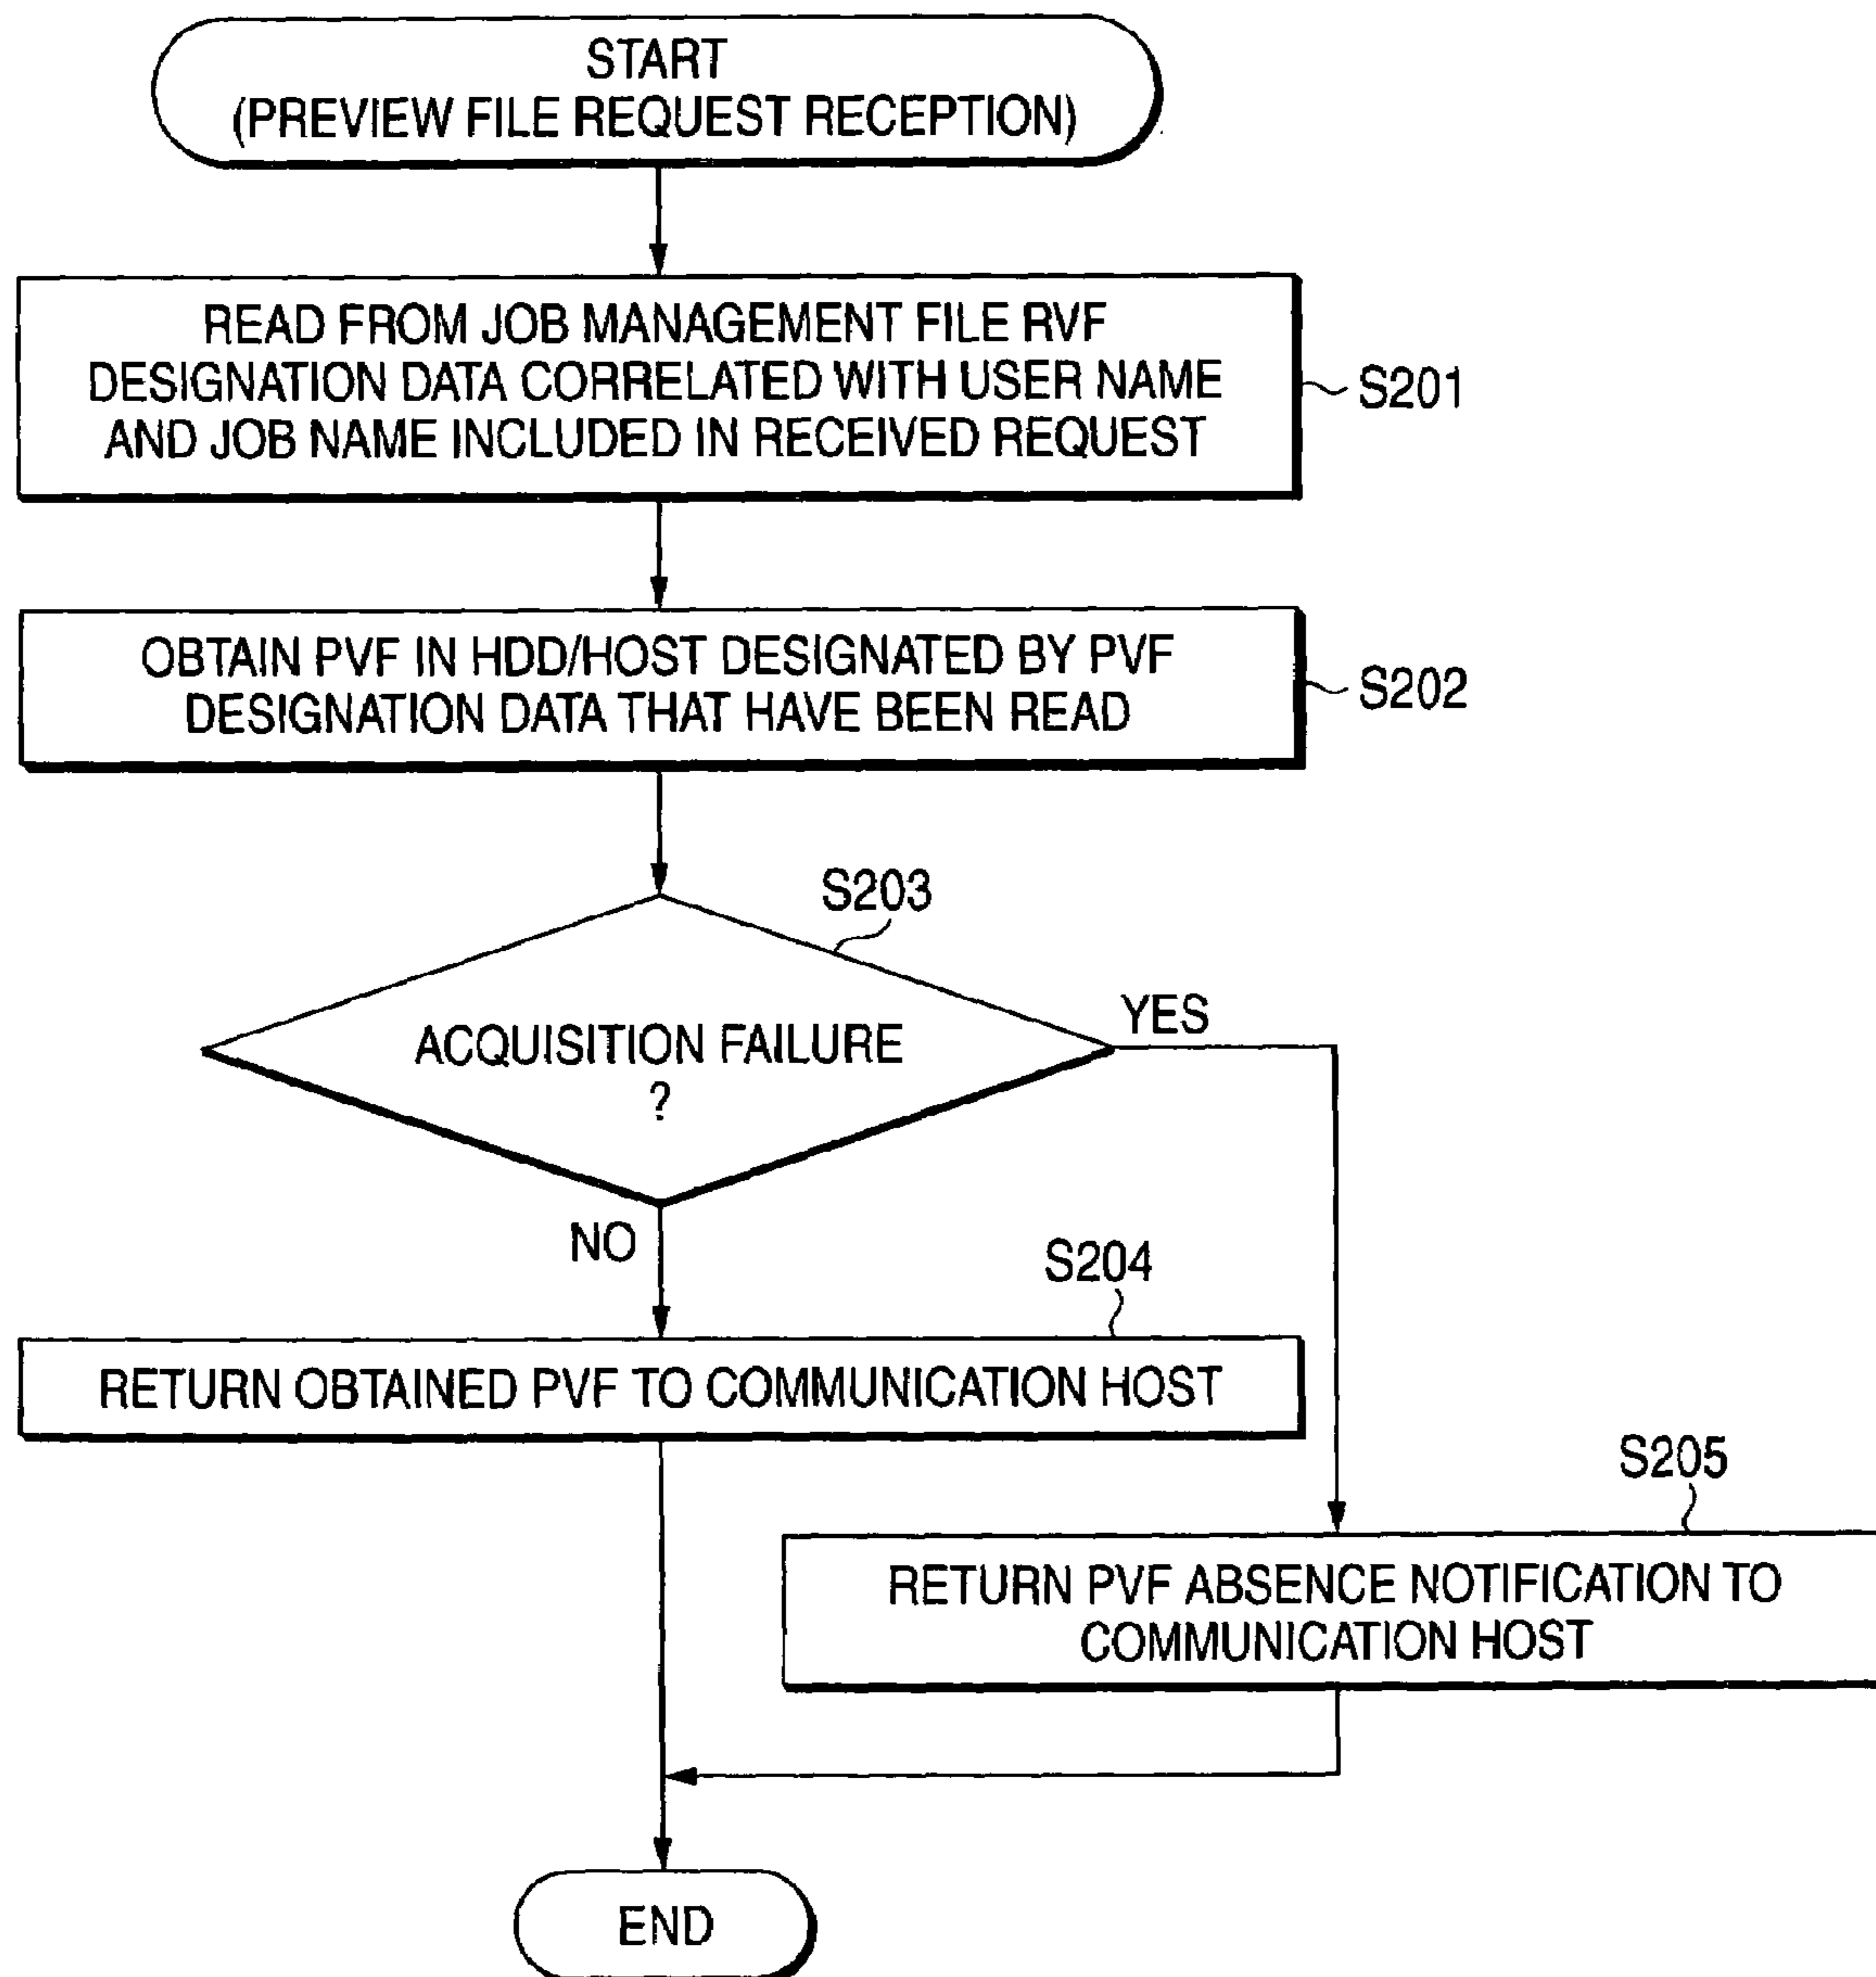 START
(PREVIEW FILE REQUEST RECEPTION)
READ FROM JOB MANAGEMENT FILE RVF
DESIGNATION DATA CORRELATED WITH USER NAME
AND JOB NAME INCLUDED IN RECEIVED REQUEST
S201
OBTAIN PVF IN HDD/HOST DESIGNATED BY PVF
DESIGNATION DATA THAT HAVE BEEN READ
S202
S203
ACQUISITION FAILURE
?
YES
NO
S204
RETURN OBTAINED PVF TO COMMUNICATION HOST
S205
RETURN PVF ABSENCE NOTIFICATION TO
COMMUNICATION HOST
END